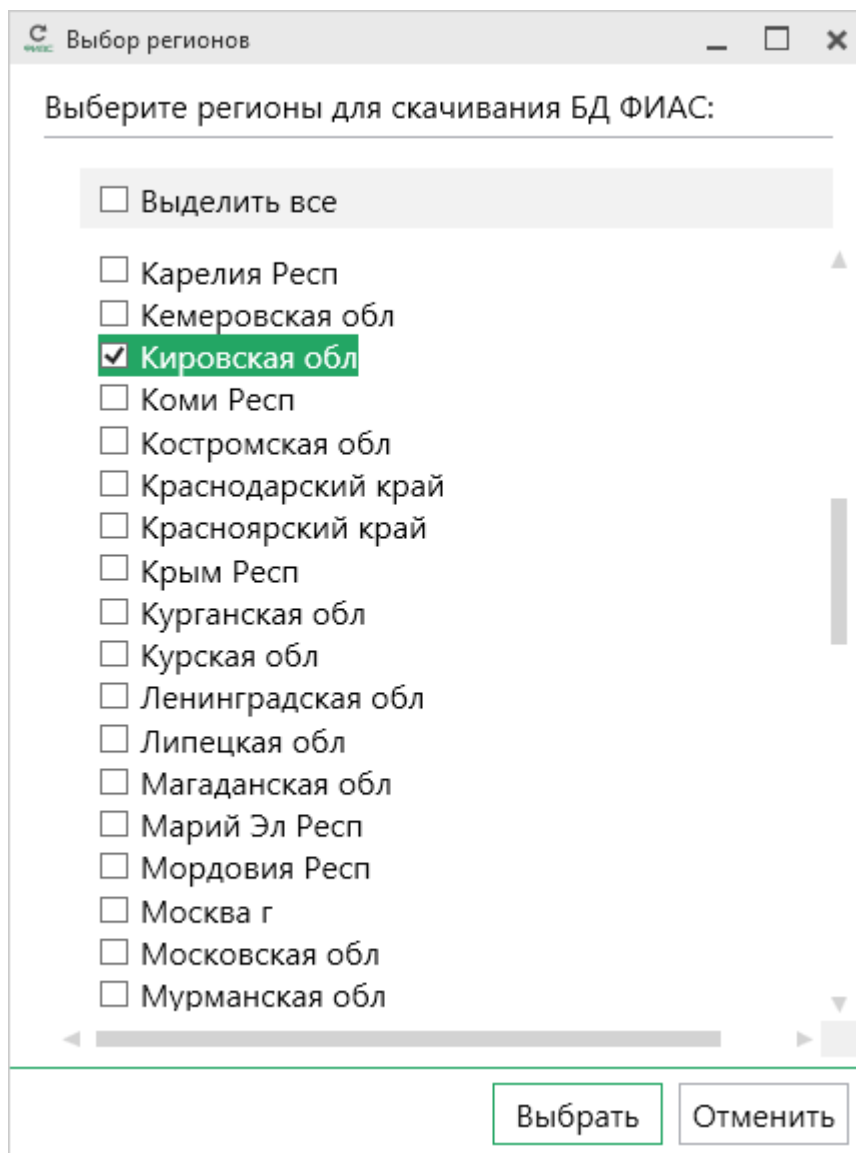 ФИАС Выбор регионов
Выберите регионы для скачивания БД ФИАС:
Выделить все
Карелия Респ
Кемеровская обл
Кировская обл
Коми Респ
Костромская обл
Краснодарский край
Красноярский край
Крым Респ
Курганская обл
Курская обл
Ленинградская обл
Липецкая обл
Магаданская обл
Марий Эл Респ
Мордовия Респ
Москва г
Московская обл
Мурманская обл
Выбрать Отменить